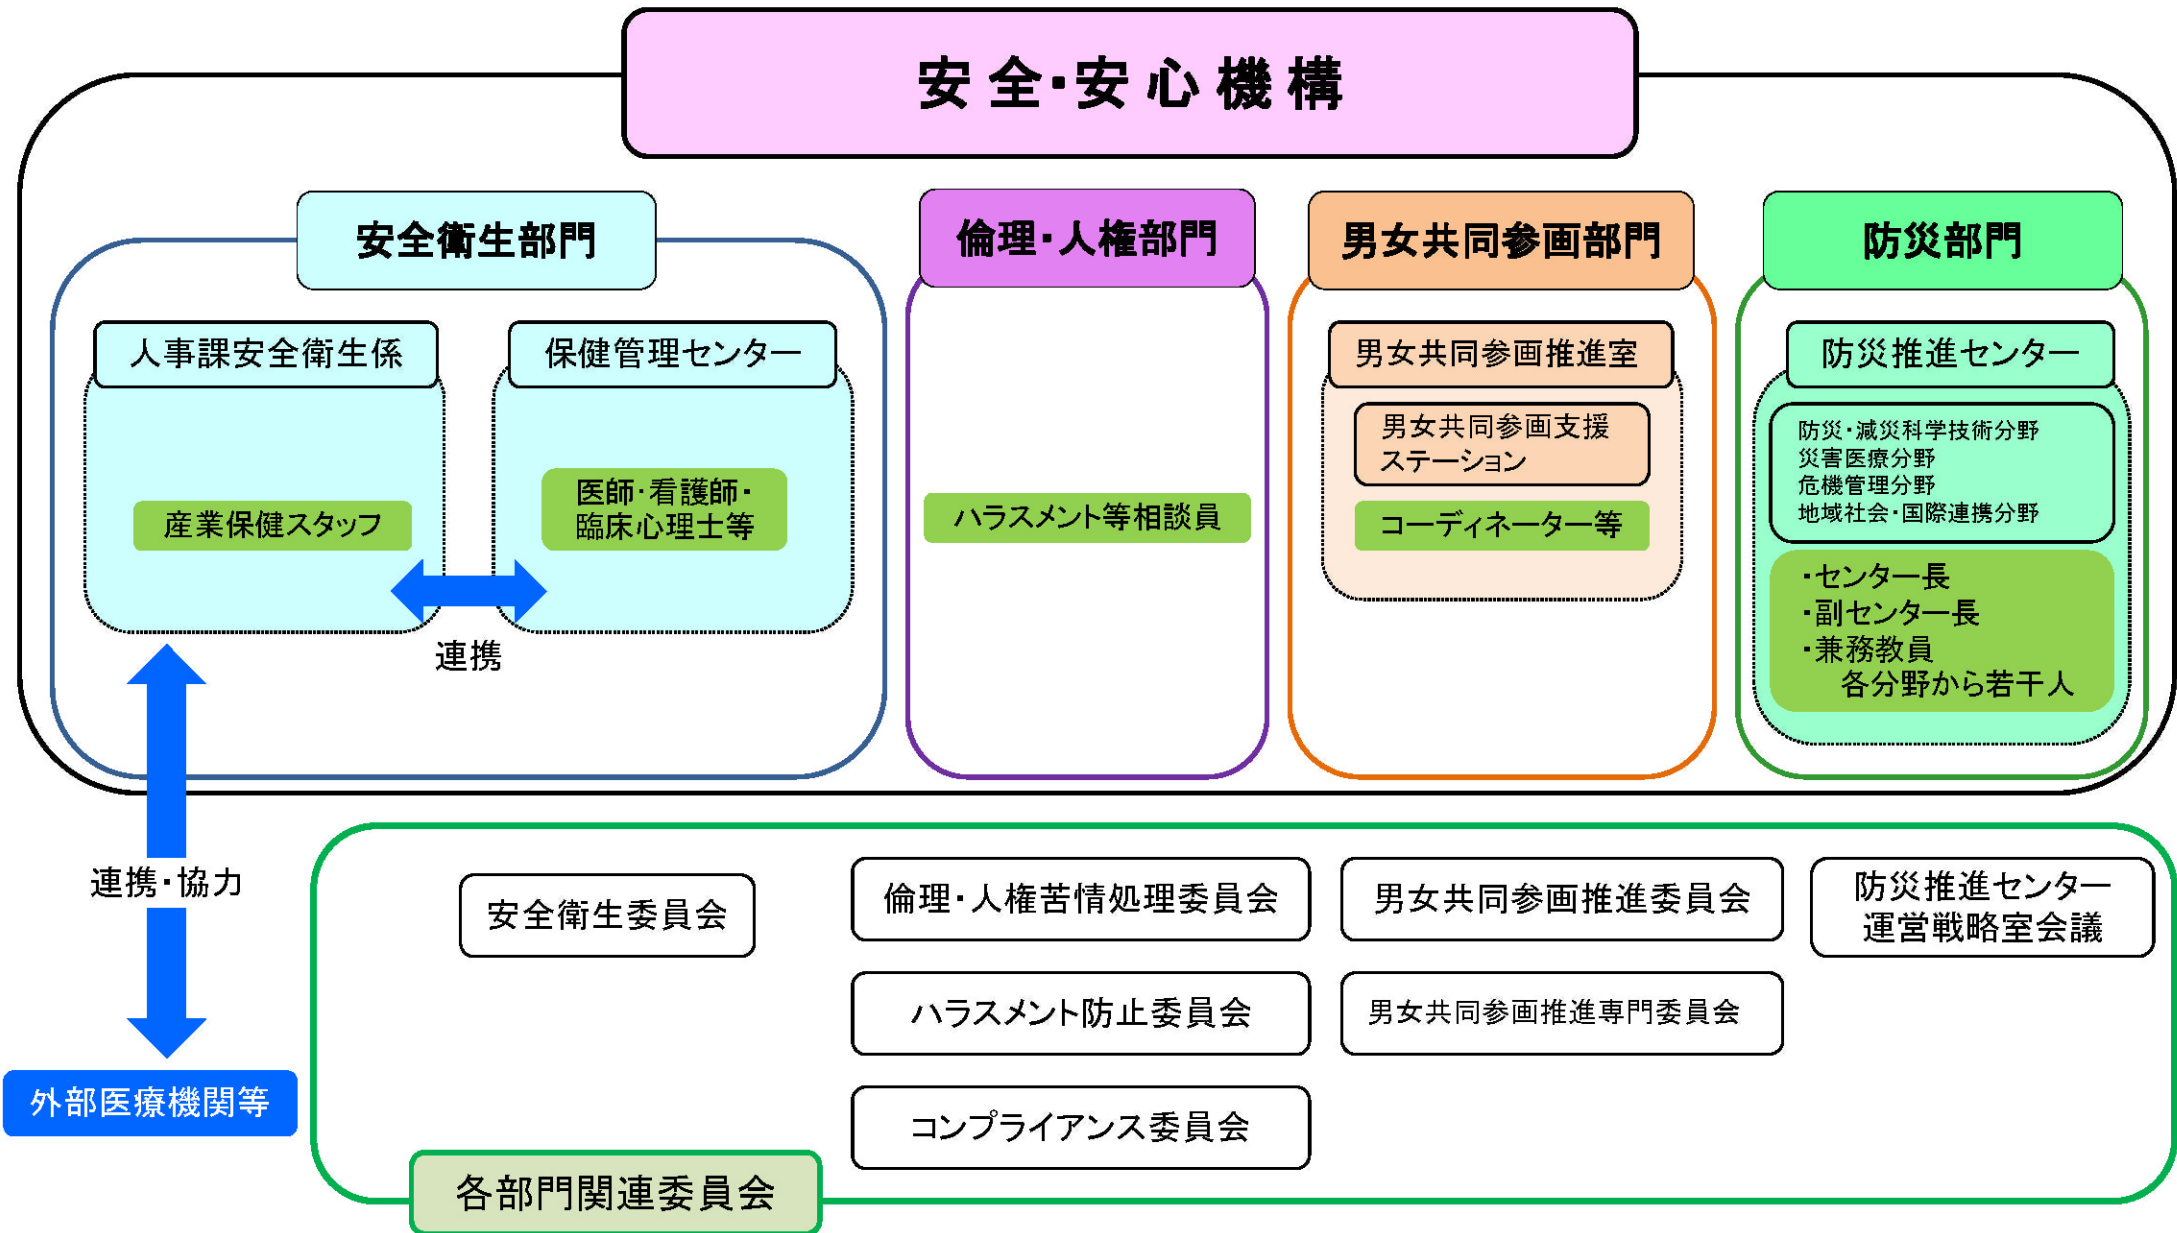 安全・安心機構
安全衛生部門
人事課安全衛生係
産業保健スタッフ
保健管理センター
医師・看護師・
臨床心理士等
連携
倫理・人権部門
ハラスメント等相談員
男女共同参画部門
男女共同参画推進室
男女共同参画支援
ステーション
コーディネーター等
防災部門
防災推進センター
防災・減災科学技術分野
災害医療分野
危機管理分野
地域社会・国際連携分野
・センター長
・副センター長
・兼務教員
各分野から若干人
連携・協力
外部医療機関等
安全衛生委員会
倫理・人権苦情処理委員会
ハラスメント防止委員会
コンプライアンス委員会
男女共同参画推進委員会
男女共同参画推進専門委員会
防災推進センター
運営戦略室会議
各部門関連委員会